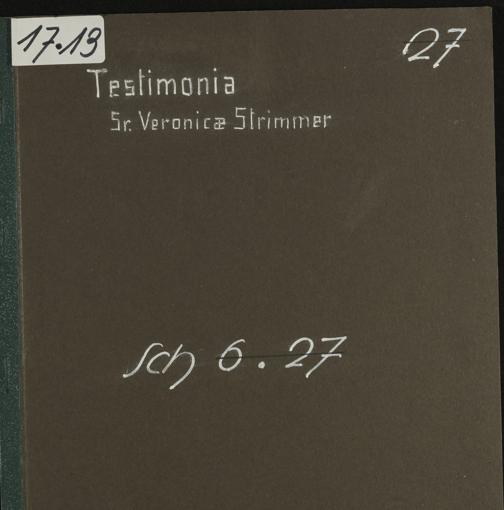 17.19
27
Testimonia
Sr. Veronicæ Strimmer
Sch 6. 27